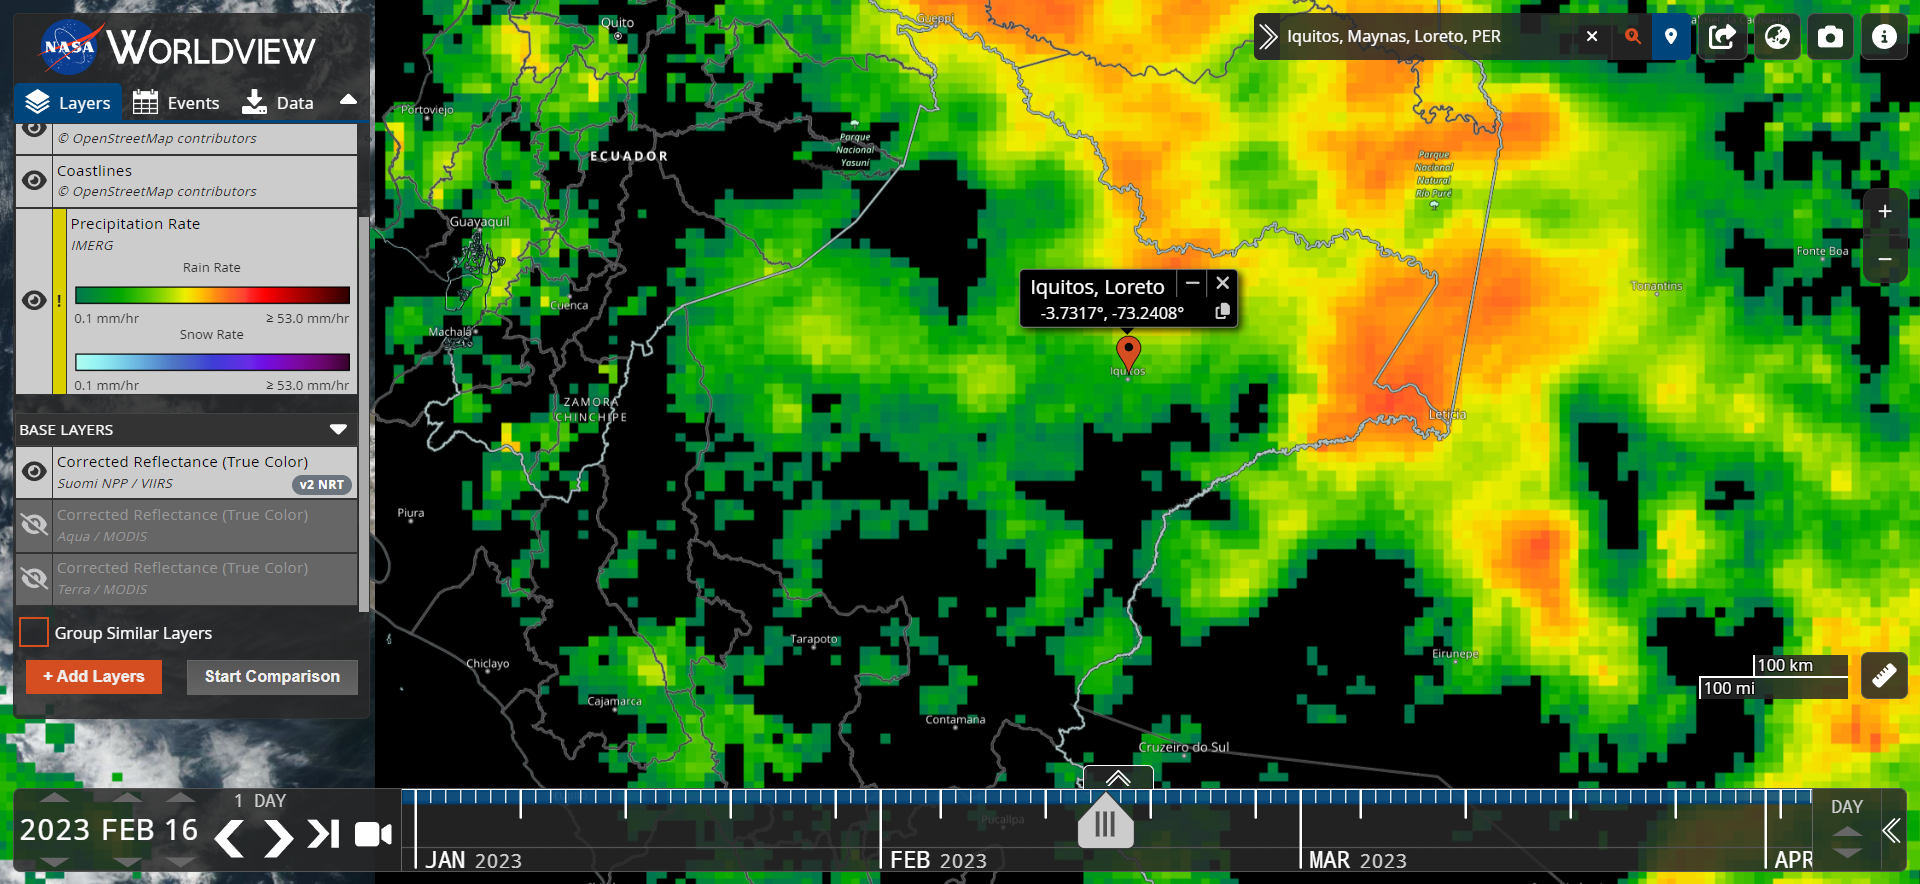 NASA
WORLDVIEW
Layers
Events
Data
© OpenStreetMap contributors
Coastlines
© OpenStreetMap contributors
Precipitation Rate
IMERG
Rain Rate
0.1 mm/hr
≥ 53.0 mm/hr
Snow Rate
0.1 mm/hr
≥ 53.0 mm/hr
!
BASE LAYERS
Corrected Reflectance (True Color)
Suomi NPP / VIIRS
v2 NRT
Corrected Reflectance (True Color)
Aqua / MODIS
Corrected Reflectance (True Color)
Terra / MODIS
Group Similar Layers
+ Add Layers
Start Comparison
Iquitos, Maynas, Loreto, PER
Quito
Gueppi
Portoviejo
ECUADOR
Parque
Nacional
Yasuní
Parque
Nacional
Natural
Río Puré
Guayaquil
Fonte Boa
Tonantins
Cuenca
Machala
Iquitos, Loreto
-3.7317°, -73.2408°
Iquitos
ZAMORA
CHINCHIPE
Leticia
Piura
Tarapoto
Chiclayo
Eirunepe
Cajamarca
Contamana
Cruzeiro do Sul
Pucallpa
100 km
100 mi
1 DAY
2023 FEB 16
JAN 2023
FEB 2023
MAR 2023
APR
DAY